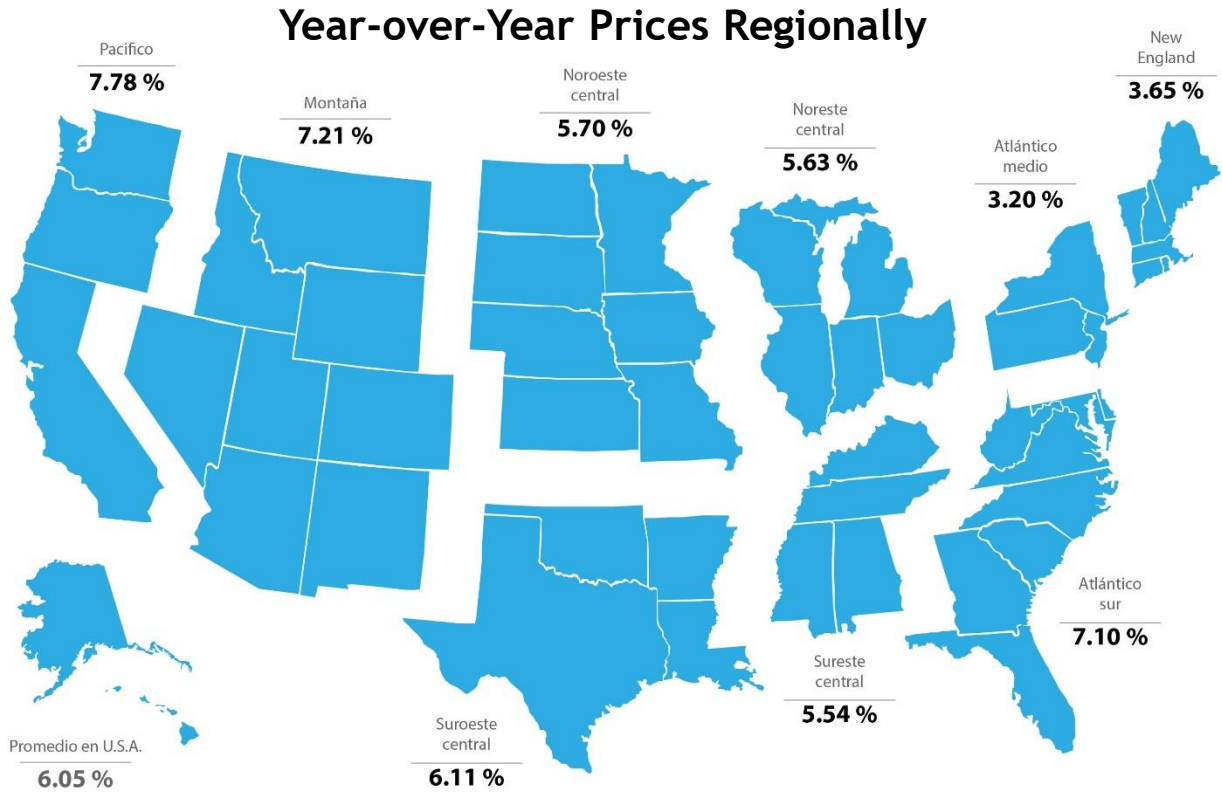 Year-over-Year Prices Regionally
Pacifico
7.78 %
Montaña
7.21 %
Noroeste
central
5.70 %
Noreste
central
5.63 %
New
England
3.65 %
Atlántico
medio
3.20 %
Atlántico
sur
7.10 %
Sureste
central
5.54 %
Suroeste
central
6.11 %
Promedio en U.S.A.
6.05 %